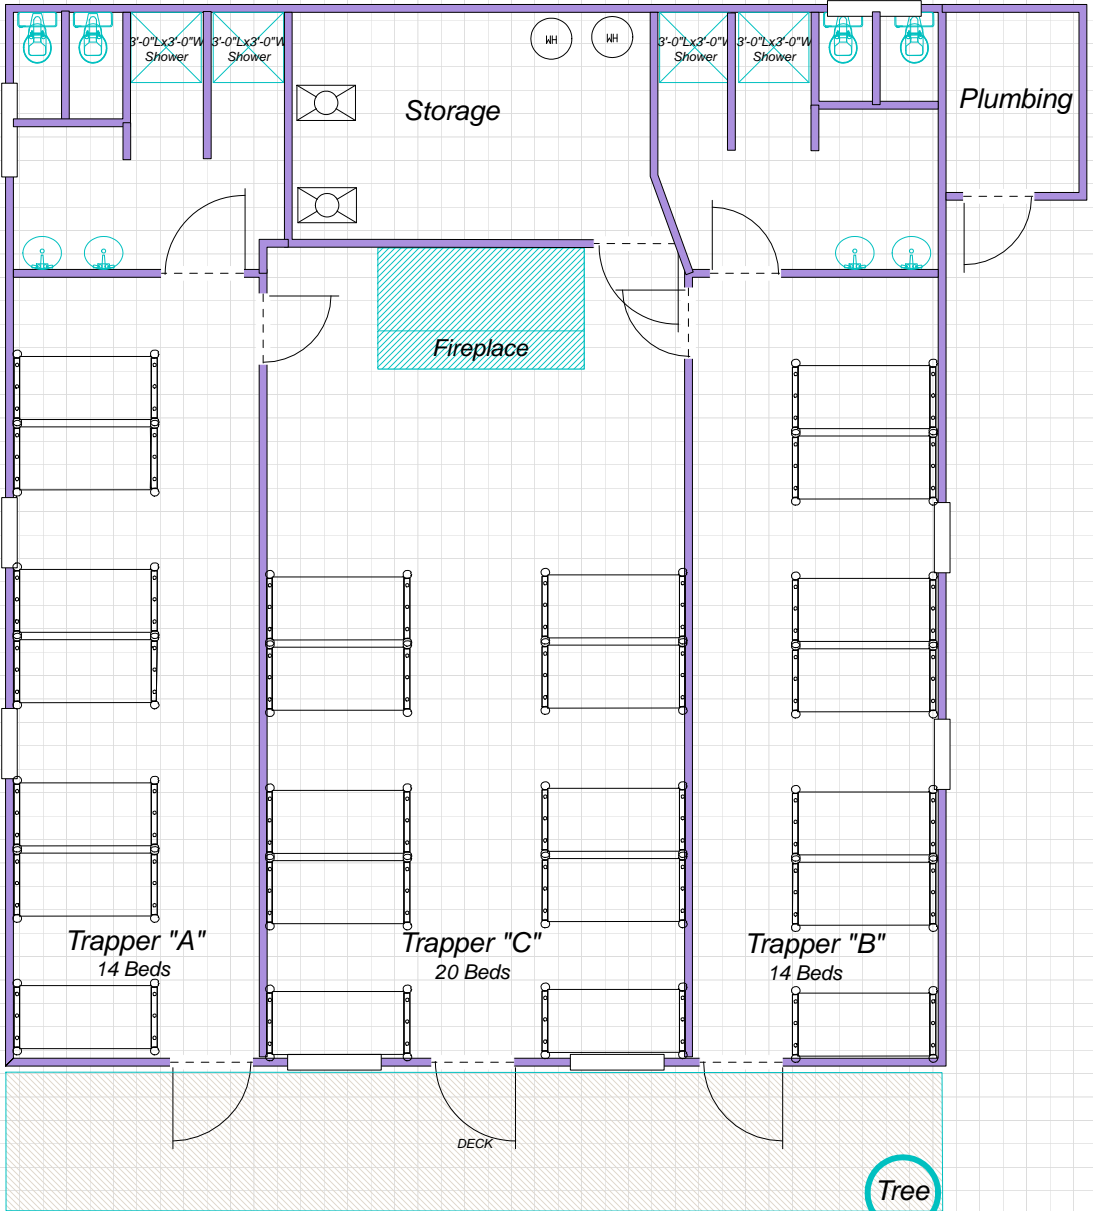 3'-0"Lx3'-0"W
Shower
3'-0"Lx3'-0"W
Shower
WH
WH
3'-0"Lx3'-0"W
Shower
3'-0"Lx3'-0"W
Shower
Storage
Plumbing
Fireplace
Trapper "A"
14 Beds
Trapper "C"
20 Beds
Trapper "B"
14 Beds
DECK
Tree